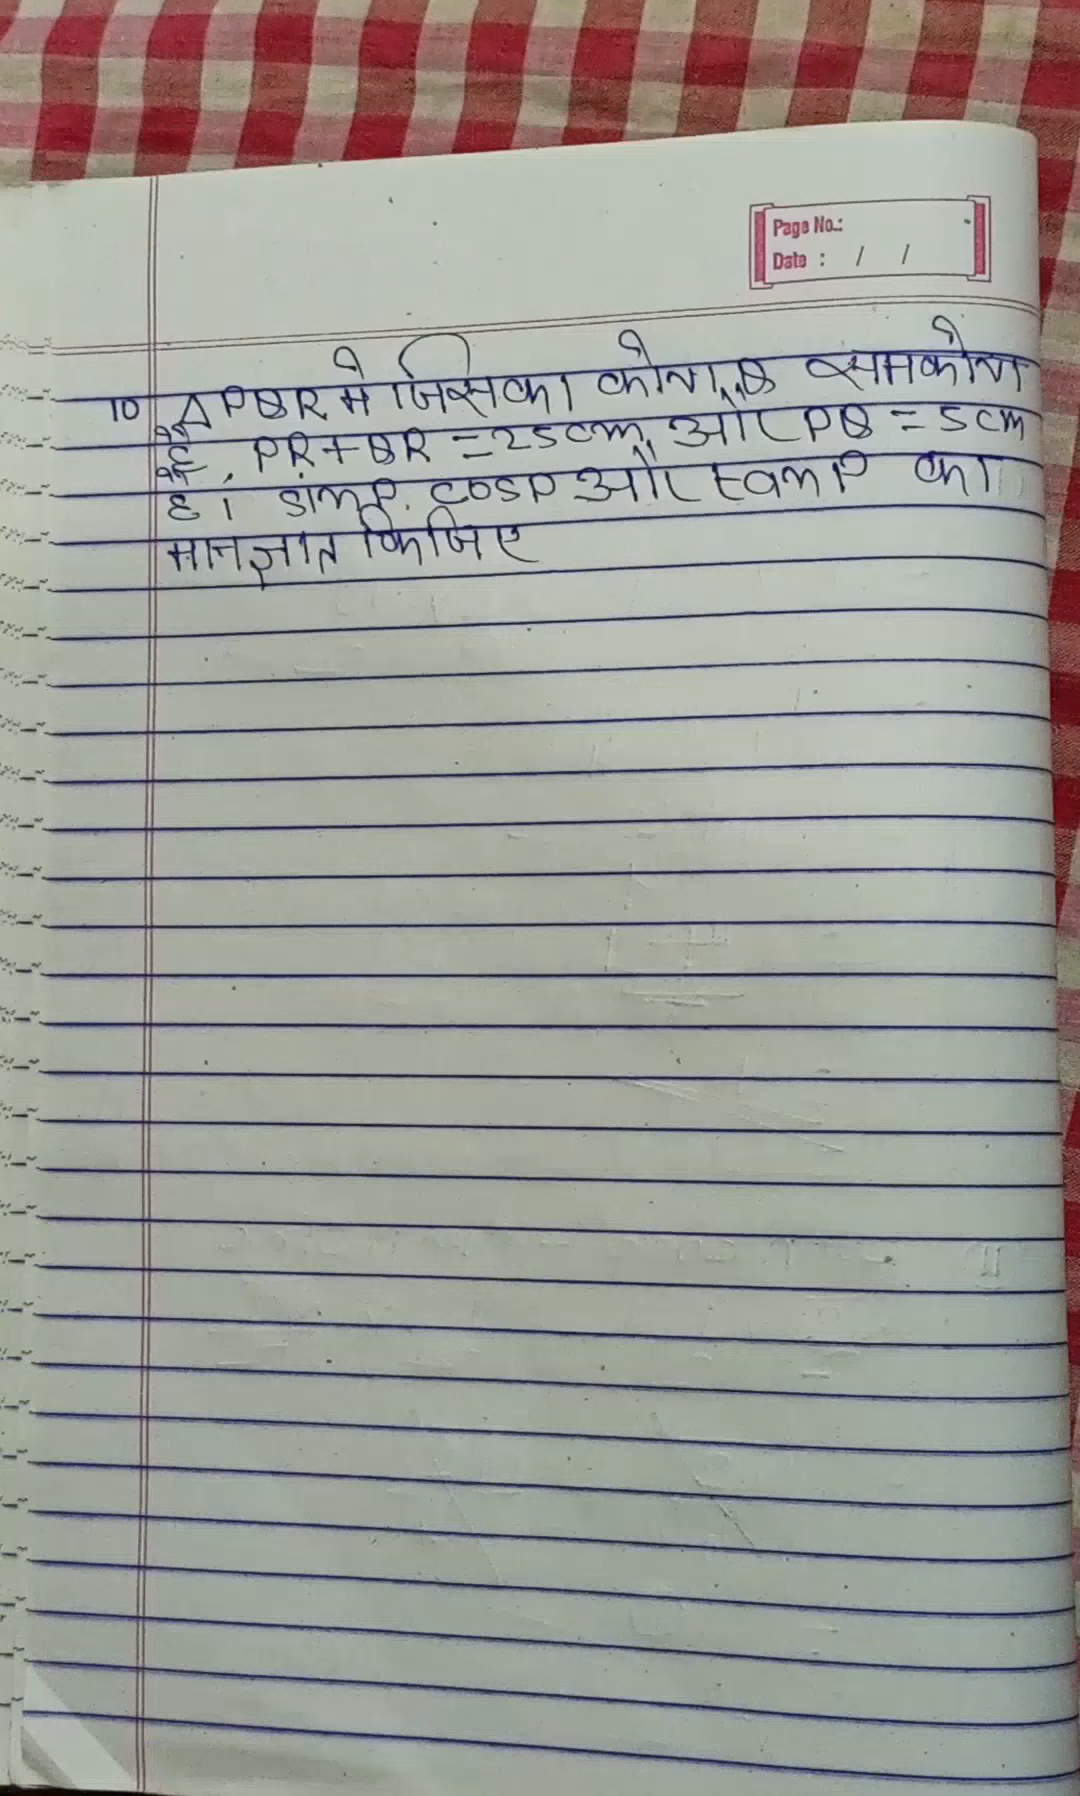 Page No.:
Date : / /
10 ΔPQR में जिसका कोण Q समकोण
है, PR+QR = 25cm, और PQ = 5cm
है। sinp. cosp और tanp का
मान ज्ञात किजिए